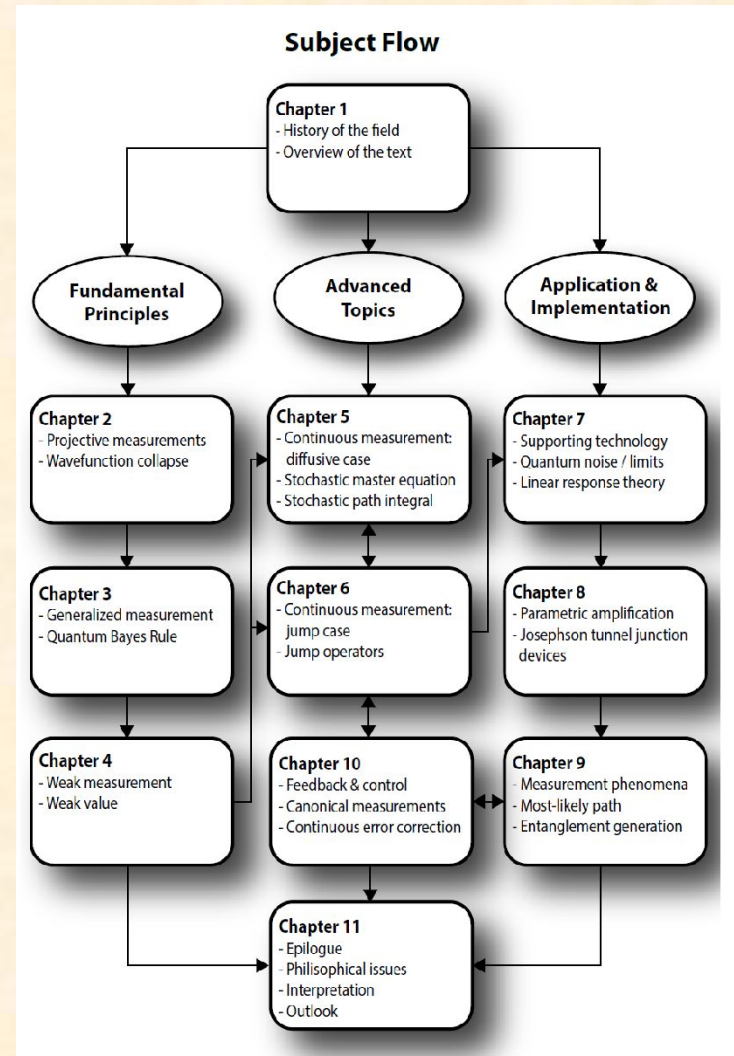 Subject Flow
Chapter 1
- History of the field
- Overview of the text
Fundamental
Principles
Advanced
Topics
Application &
Implementation
Chapter 2
- Projective measurements
- Wavefunction collapse
Chapter 5
- Continuous measurement:
diffusive case
- Stochastic master equation
- Stochastic path integral
Chapter 7
- Supporting technology
- Quantum noise / limits
- Linear response theory
Chapter 3
- Generalized measurement
- Quantum Bayes Rule
Chapter 6
- Continuous measurement:
jump case
- Jump operators
Chapter 8
- Parametric amplification
- Josephson tunnel junction
devices
Chapter 4
- Weak measurement
- Weak value
Chapter 10
- Feedback & control
- Canonical measurements
- Continuous error correction
Chapter 9
- Measurement phenomena
- Most-likely path
- Entanglement generation
Chapter 11
- Epilogue
- Philisophical issues
- Interpretation
- Outlook